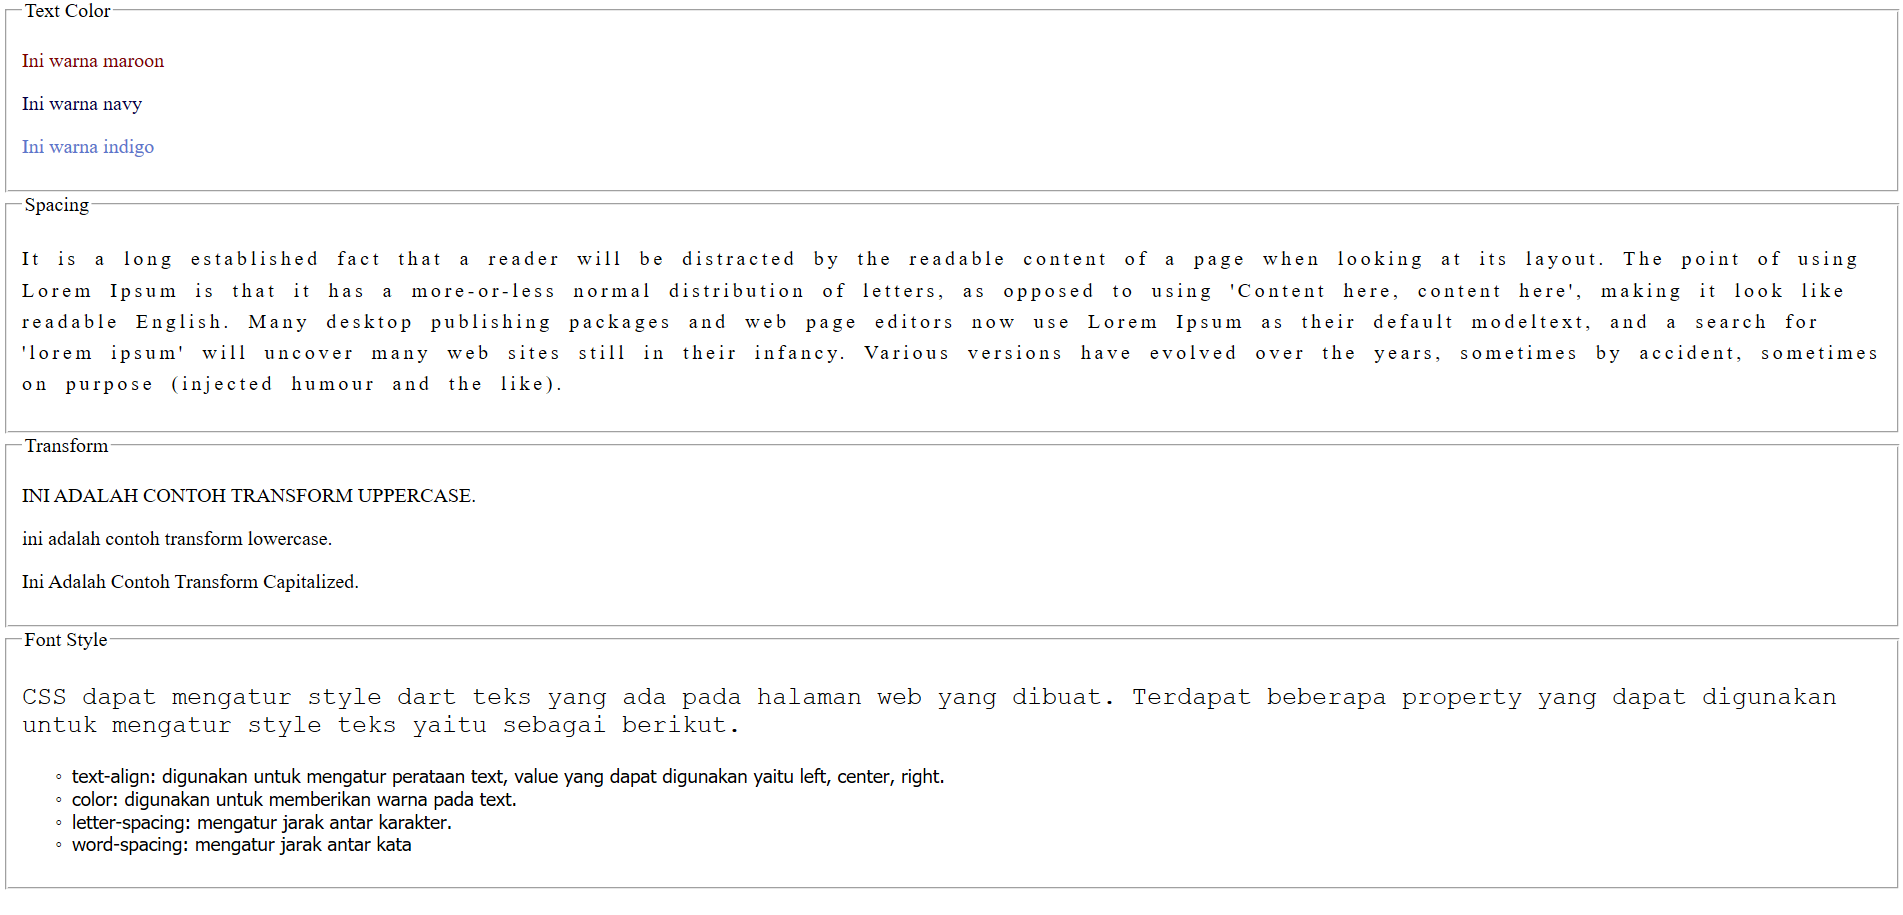 Text Color
Ini warna maroon
Ini warna navy
Ini warna indigo
Spacing
It is a long established fact that a reader will be distracted by the readable content of a page when looking at its layout. The point of using
Lorem Ipsum is that it has a more-or-less normal distribution of letters, as opposed to using 'Content here, content here', making it look like
readable English. Many desktop publishing packages and web page editors now use Lorem Ipsum as their default modeltext, and a search for
'lorem ipsum' will uncover many web sites still in their infancy. Various versions have evolved over the years, sometimes by accident, sometimes
on purpose (injected humour and the like).
Transform
INI ADALAH CONTOH TRANSFORM UPPERCASE.
ini adalah contoh transform lowercase.
Ini Adalah Contoh Transform Capitalized.
Font Style
CSS dapat mengatur style dart teks yang ada pada halaman web yang dibuat. Terdapat beberapa property yang dapat digunakan
untuk mengatur style teks yaitu sebagai berikut.
◦ text-align: digunakan untuk mengatur perataan text, value yang dapat digunakan yaitu left, center, right.
◦ color: digunakan untuk memberikan warna pada text.
◦ letter-spacing: mengatur jarak antar karakter.
◦ word-spacing: mengatur jarak antar kata